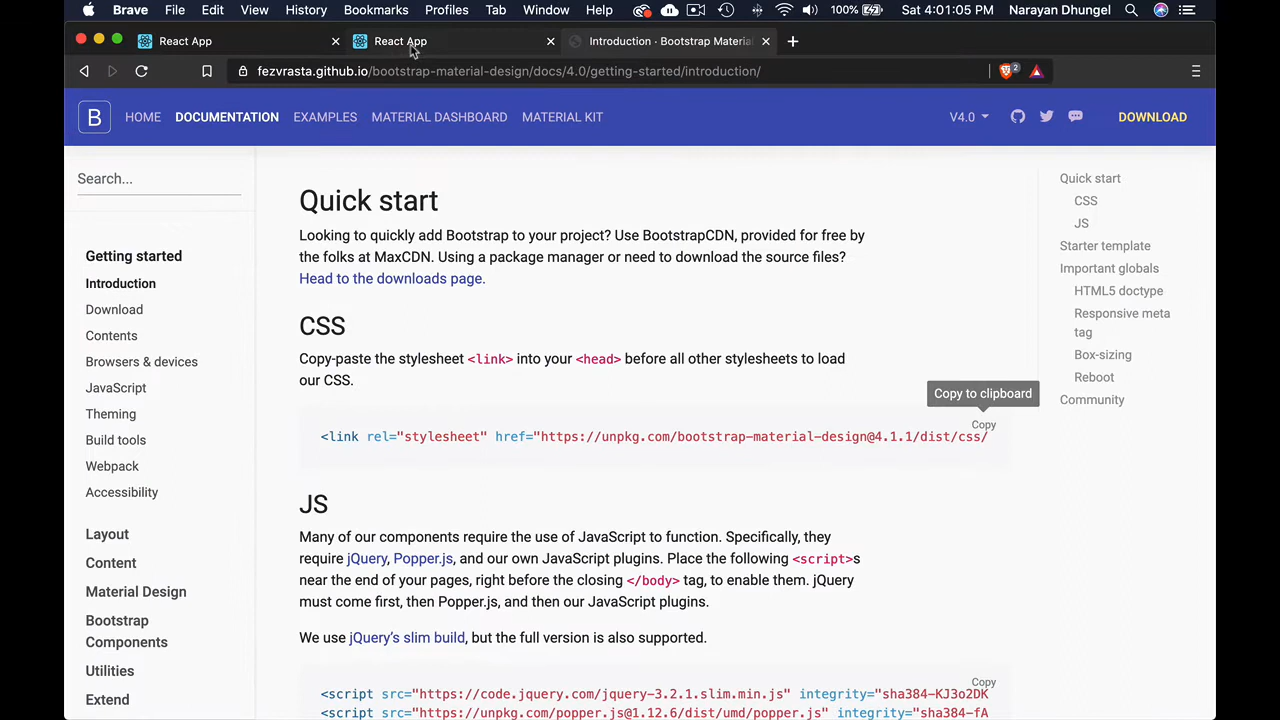 Brave File Edit View History Bookmarks Profiles Tab Window Help 100% Sat 4:01:05 PM Narayan Dhungel
React App React App Introduction · Bootstrap Materia
fezvrasta.github.io/bootstrap-material-design/docs/4.0/getting-started/introduction/ 2
B HOME DOCUMENTATION EXAMPLES MATERIAL DASHBOARD MATERIAL KIT V4.0 DOWNLOAD
Search...
Getting started
Introduction
Download
Contents
Browsers & devices
JavaScript
Theming
Build tools
Webpack
Accessibility
Layout
Content
Material Design
Bootstrap
Components
Utilities
Extend
Quick start
Looking to quickly add Bootstrap to your project? Use BootstrapCDN, provided for free by
the folks at MaxCDN. Using a package manager or need to download the source files?
Head to the downloads page.
CSS
Copy-paste the stylesheet <link> into your <head> before all other stylesheets to load
our CSS.
Copy to clipboard
Copy
<link rel="stylesheet" href="https://unpkg.com/bootstrap-material-design@4.1.1/dist/css/
JS
Many of our components require the use of JavaScript to function. Specifically, they
require jQuery, Popper.js, and our own JavaScript plugins. Place the following <script>s
near the end of your pages, right before the closing </body> tag, to enable them. jQuery
must come first, then Popper.js, and then our JavaScript plugins.
We use jQuery's slim build, but the full version is also supported.
Copy
<script src="https://code.jquery.com/jquery-3.2.1.slim.min.js" integrity="sha384-KJ3o2DK
<script src="https://unpkg.com/popper.js@1.12.6/dist/umd/popper.js" integrity="sha384-fA
Quick start
CSS
JS
Starter template
Important globals
HTML5 doctype
Responsive meta
tag
Box-sizing
Reboot
Community